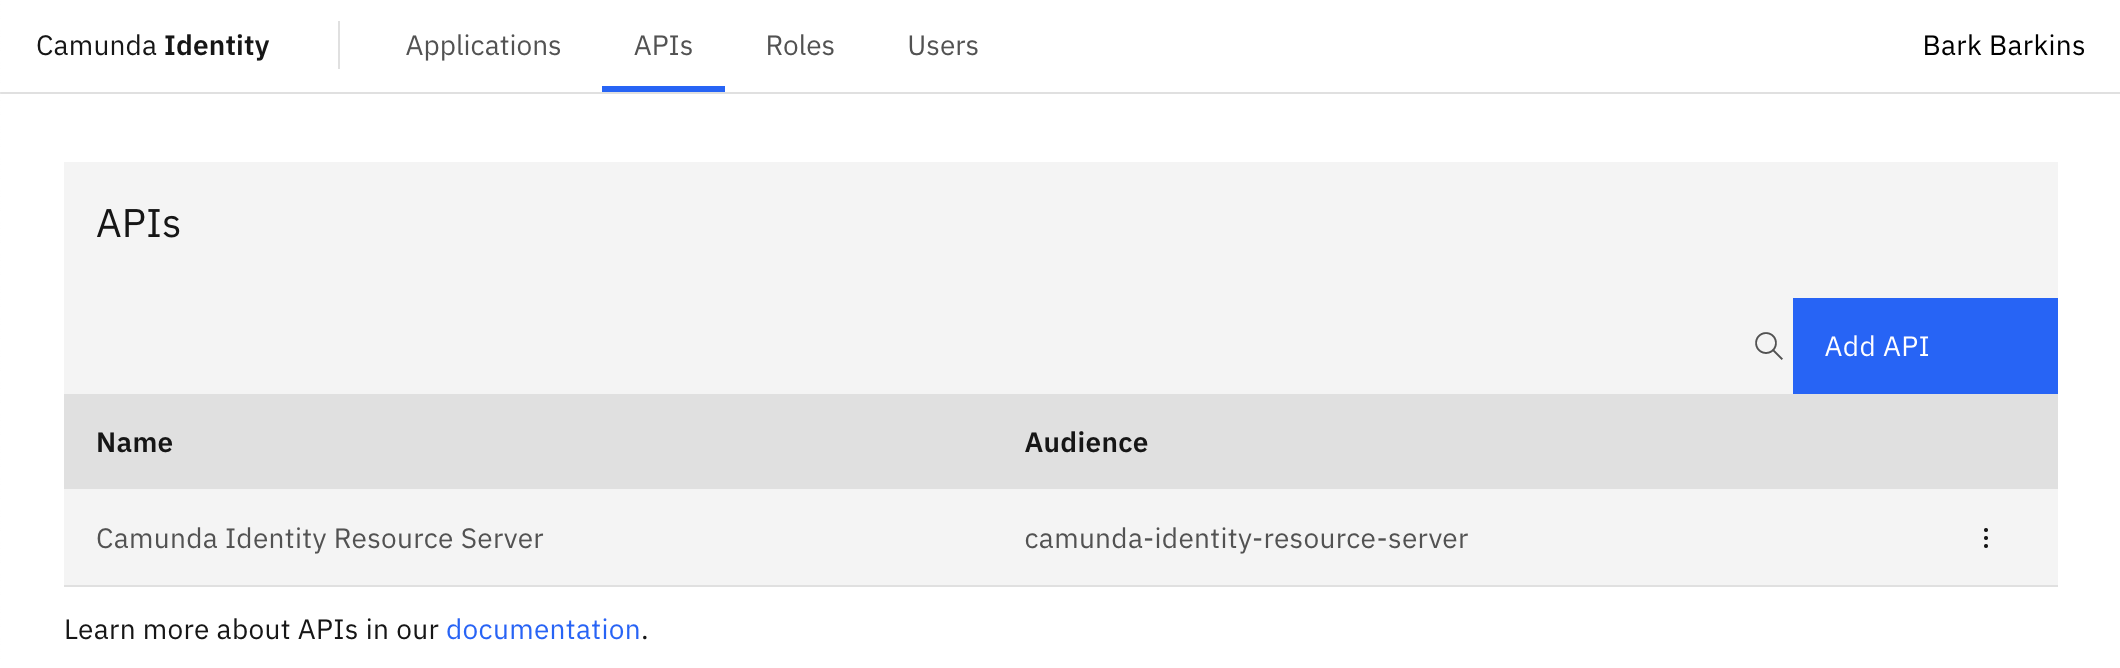 Camunda Identity Applications APIs Roles Users Bark Barkins
APIs
Add API
Name Audience
Camunda Identity Resource Server camunda-identity-resource-server
Learn more about APIs in our documentation.